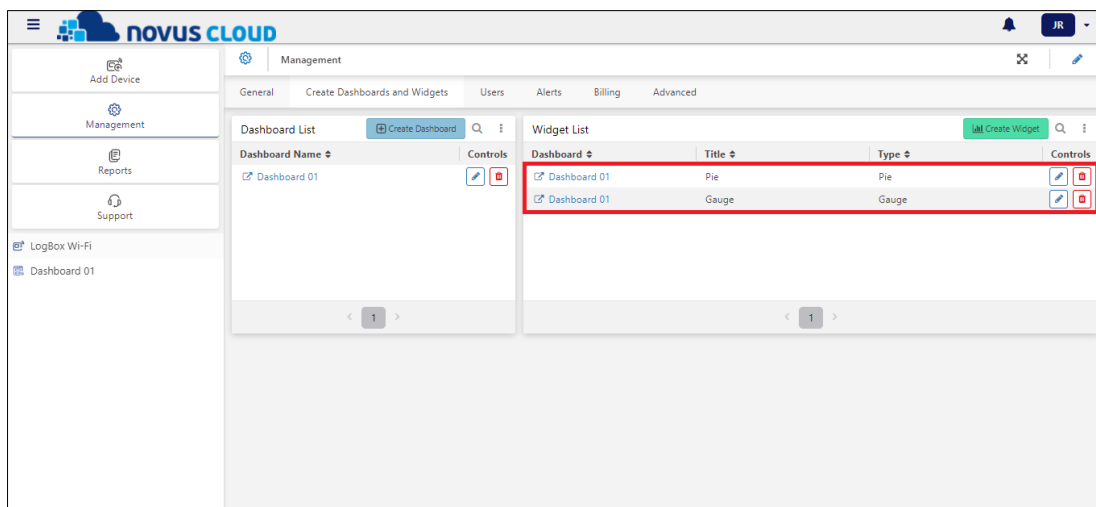 NOVUS CLOUD
JR
Add Device
Management
Reports
Support
LogBox Wi-Fi
Dashboard 01
Management
General Create Dashboards and Widgets Users Alerts Billing Advanced
Dashboard List Create Dashboard
Dashboard Name Controls
Dashboard 01
1
Widget List Create Widget
Dashboard Title Type Controls
Dashboard 01 Pie Pie
Dashboard 01 Gauge Gauge
1